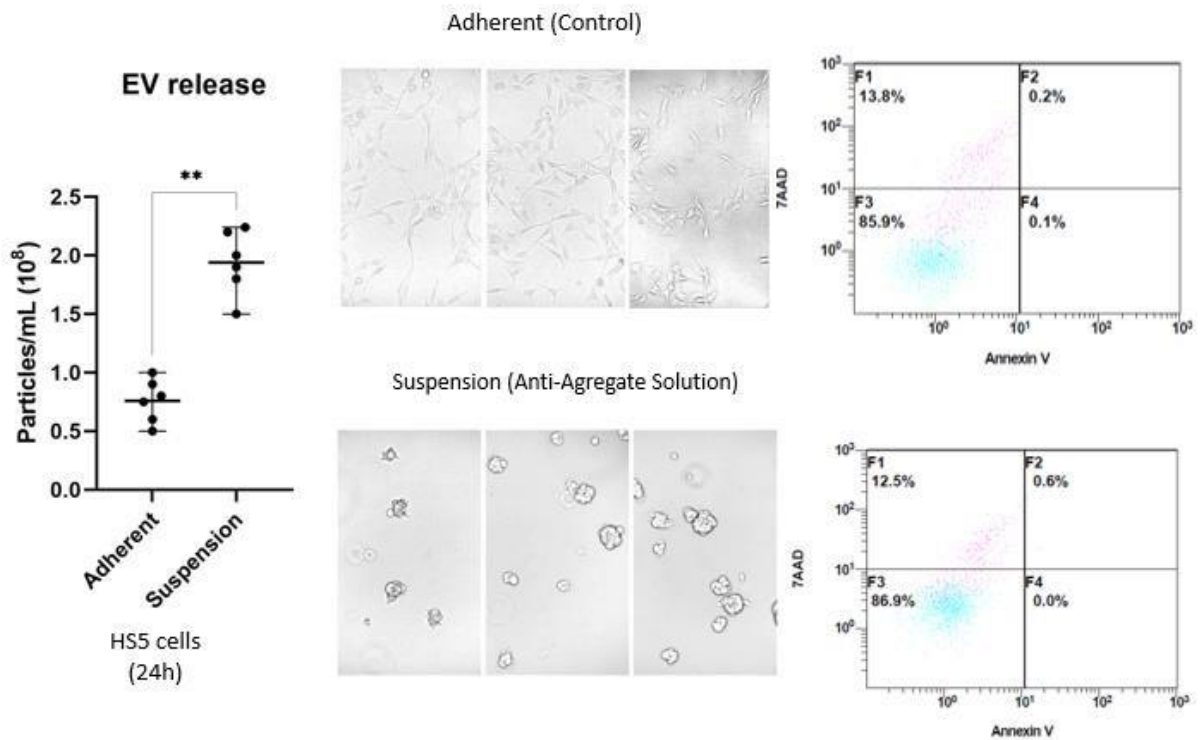 Adherent (Control)
EV release
**
2.5
2.0
1.5
1.0
0.5
0.0
Particles/mL (10⁸)
Adherent
Suspension
HS5 cells
(24h)
10³
10²
10¹
10⁰
7AAD
F1
13.8%
F2
0.2%
F3
85.9%
F4
0.1%
10⁰
10¹
10²
10³
Annexin V
Suspension (Anti-Agregate Solution)
10³
10²
10¹
10⁰
7AAD
F1
12.5%
F2
0.6%
F3
86.9%
F4
0.0%
10⁰
10¹
10²
10³
Annexin V